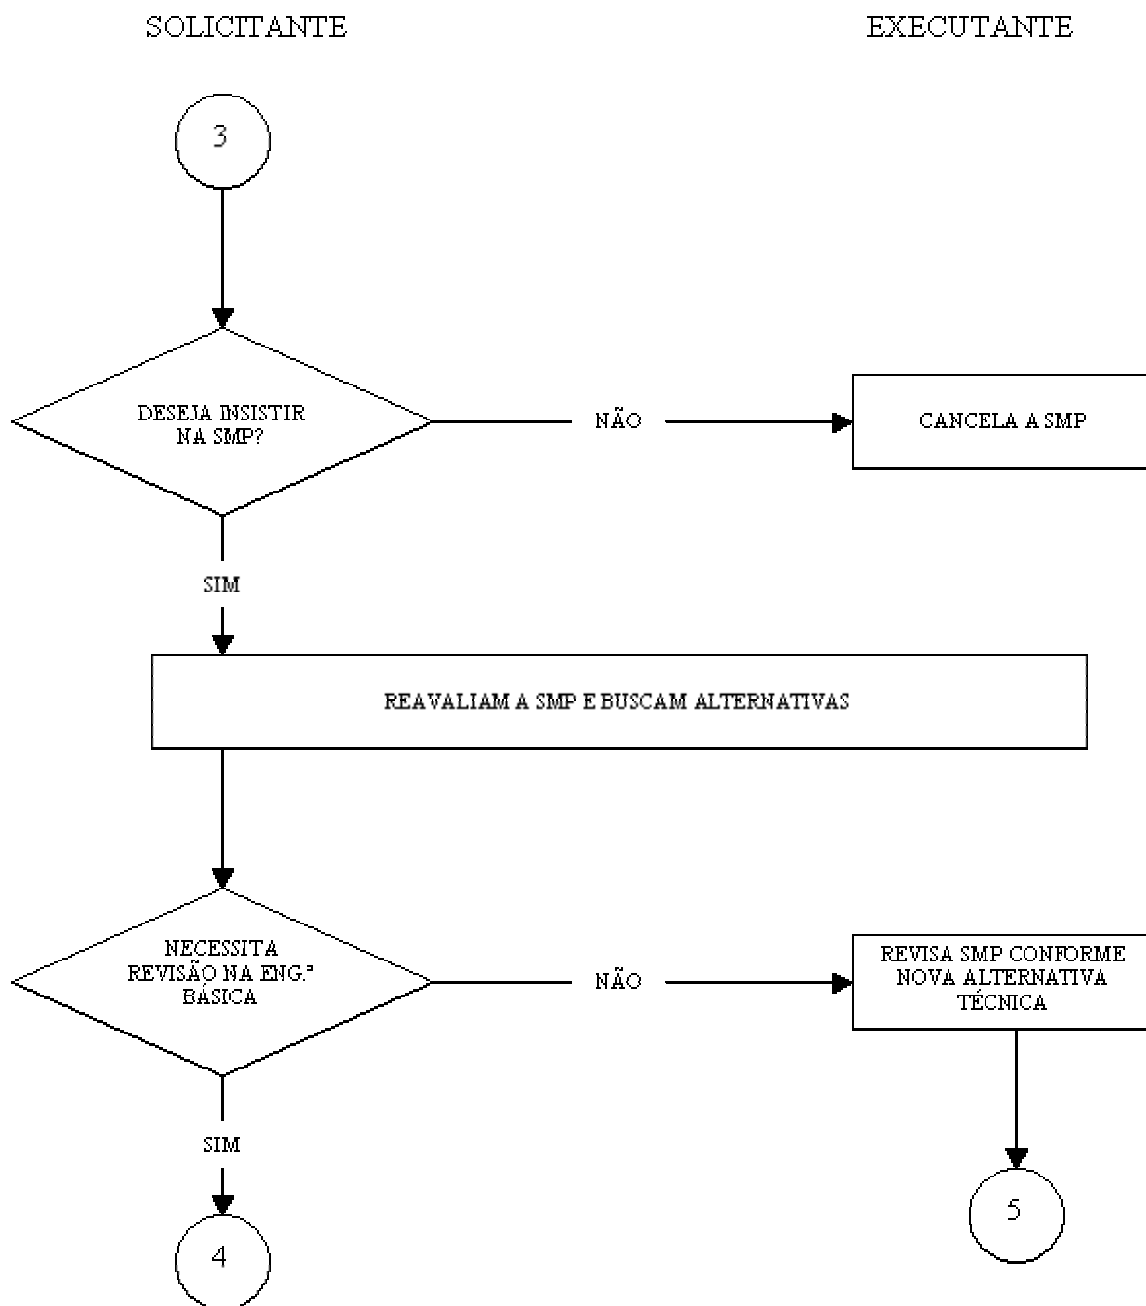 SOLICITANTE
EXECUTANTE
3
DESEJA INSISTIR
NA SMP?
NÃO
CANCELA A SMP
SIM
REAVALIAM A SMP E BUSCAM ALTERNATIVAS
NECESSITA
REVISÃO NA ENG.ª
BÁSICA
NÃO
REVISA SMP CONFORME
NOVA ALTERNATIVA
TÉCNICA
SIM
4
5